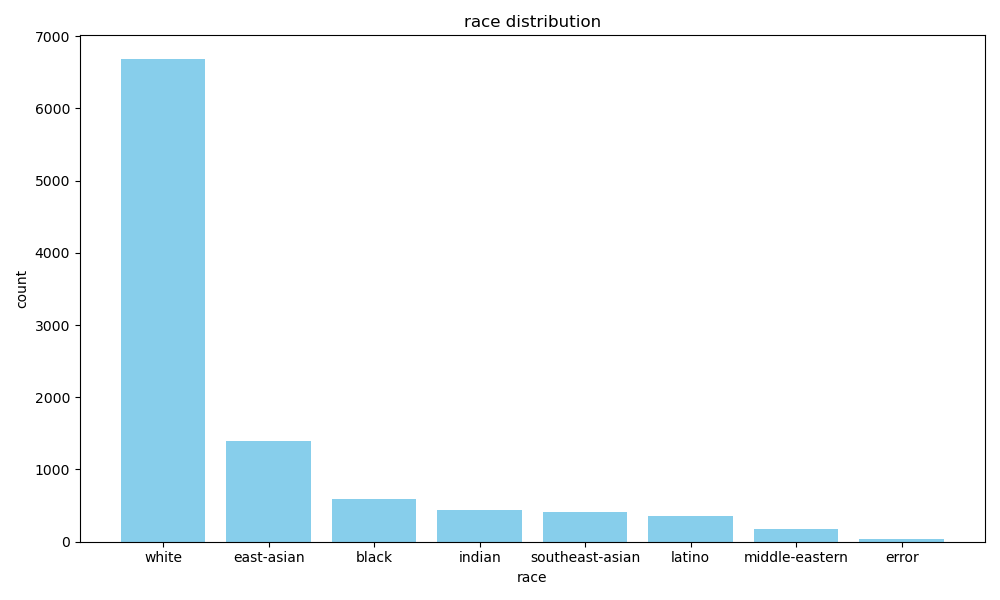 race distribution
7000
6000
5000
4000
3000
2000
1000
0
count
white east-asian black indian southeast-asian latino middle-eastern error
race